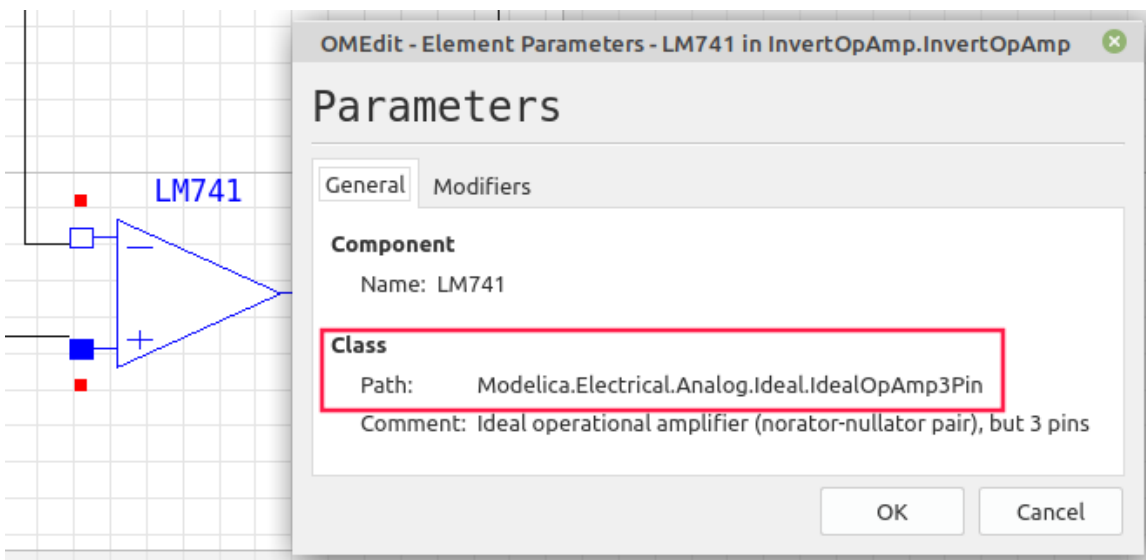 OMEdit - Element Parameters - LM741 in InvertOpAmp.InvertOpAmp
Parameters
General Modifiers
Component
Name: LM741
Class
Path: Modelica.Electrical.Analog.Ideal.IdealOpAmp3Pin
Comment: Ideal operational amplifier (norator-nullator pair), but 3 pins
OK Cancel
LM741
−
+